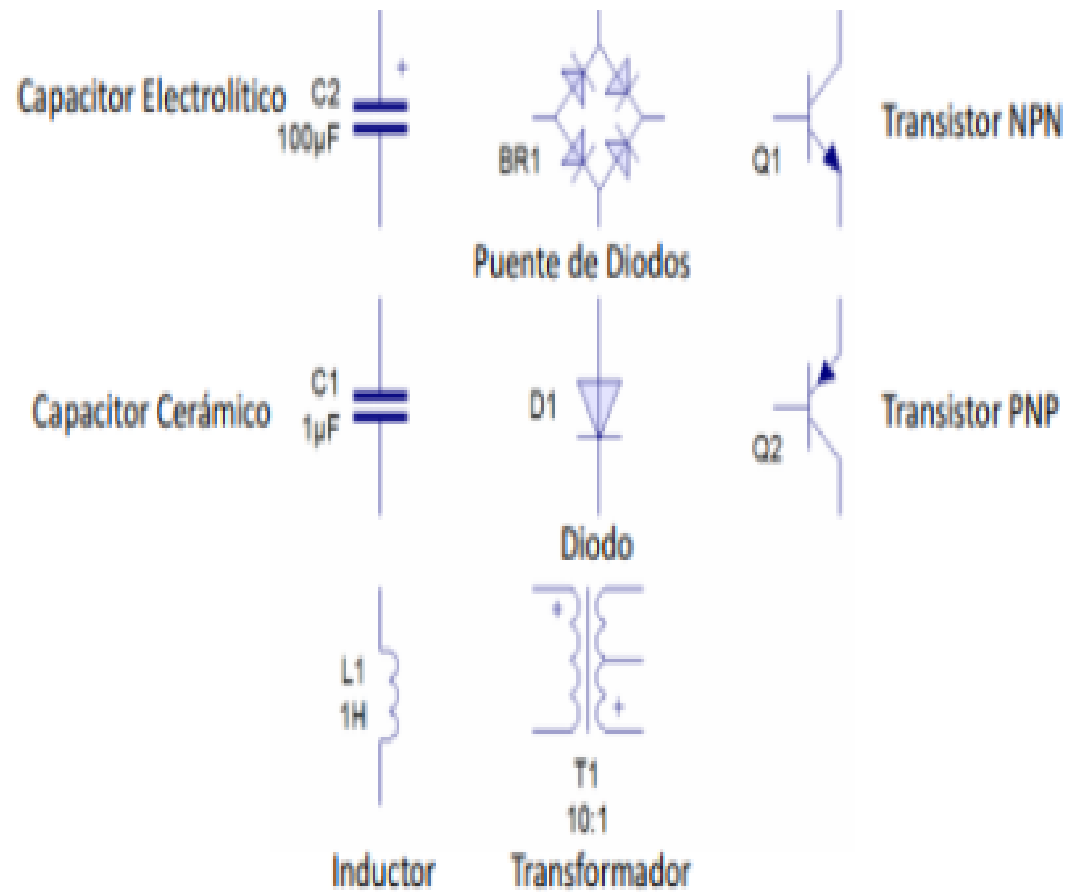 Capacitor Electrolítico
C2
100µF
+
BR1
Puente de Diodos
Q1
Transistor NPN
Capacitor Cerámico
C1
1µF
D1
Diodo
Q2
Transistor PNP
L1
1H
Inductor
+
+
T1
10:1
Transformador